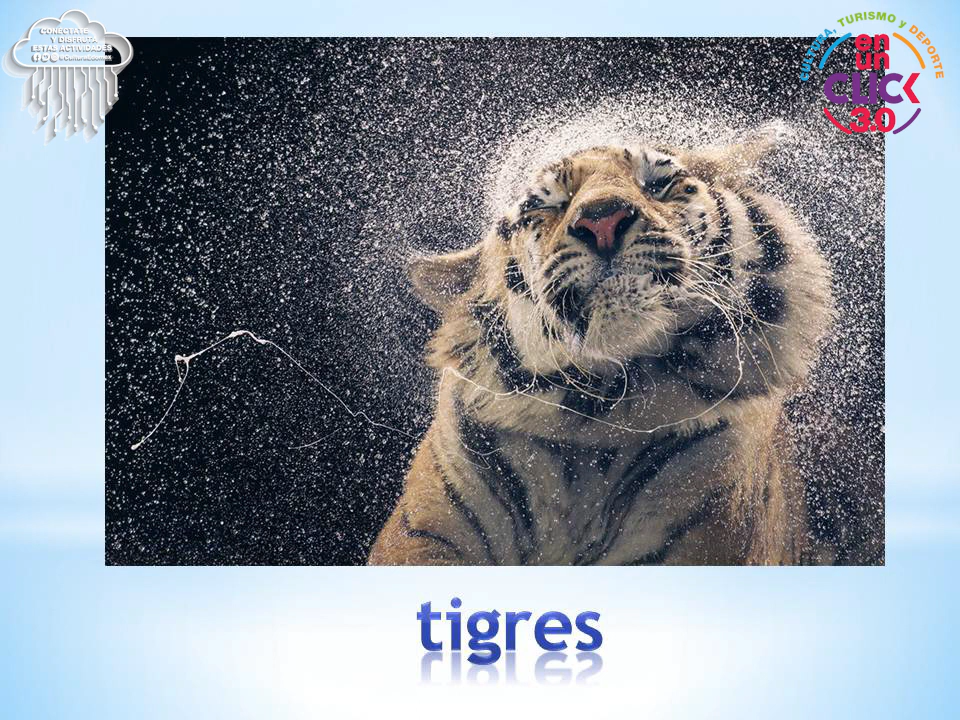 CONÉCTATE
Y DISFRUTA
ESTAS ACTIVIDADES
CULTURA, TURISMO y DEPORTE
en
un
CLICK
3.0
tigres